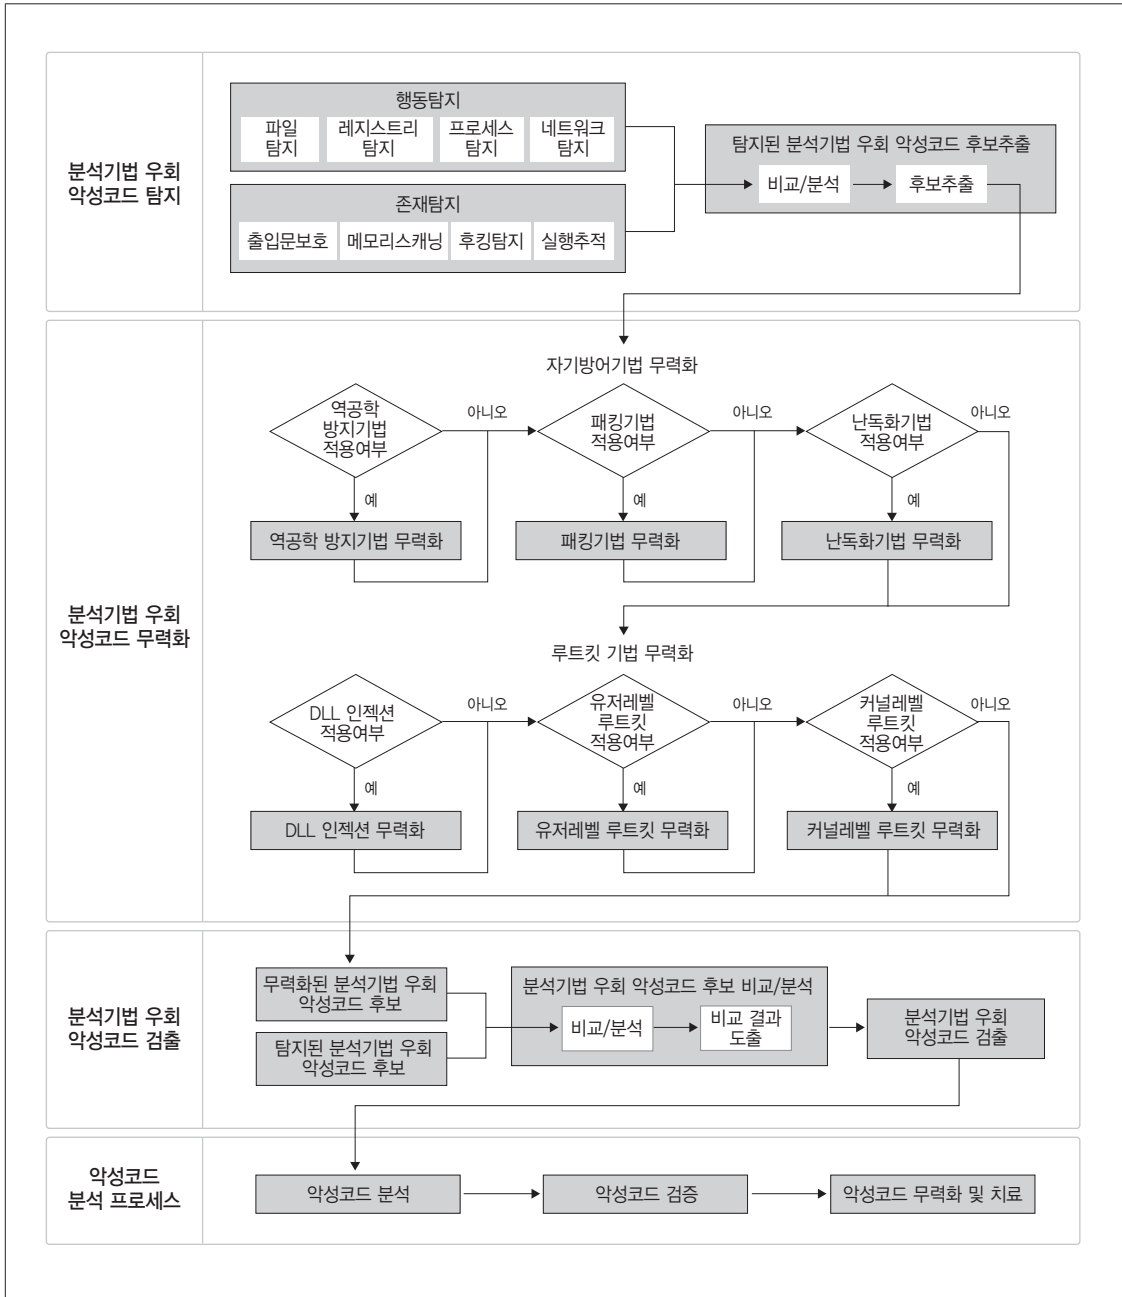 분석기법 우회
악성코드 탐지
행동탐지
파일
탐지
레지스트리
탐지
프로세스
탐지
네트워크
탐지
존재탐지
출입문보호
메모리스캐닝
후킹탐지
실행추적
탐지된 분석기법 우회 악성코드 후보추출
비교/분석
후보추출
분석기법 우회
악성코드 무력화
자기방어기법 무력화
역공학
방지기법
적용여부
아니오
패킹기법
적용여부
아니오
난독화기법
적용여부
아니오
예
예
예
역공학 방지기법 무력화
패킹기법 무력화
난독화기법 무력화
루트킷 기법 무력화
DLL 인젝션
적용여부
아니오
유저레벨
루트킷
적용여부
아니오
커널레벨
루트킷
적용여부
아니오
예
예
예
DLL 인젝션 무력화
유저레벨 루트킷 무력화
커널레벨 루트킷 무력화
분석기법 우회
악성코드 검출
무력화된 분석기법 우회
악성코드 후보
탐지된 분석기법 우회
악성코드 후보
분석기법 우회 악성코드 후보 비교/분석
비교/분석
비교 결과
도출
분석기법 우회
악성코드 검출
악성코드
분석 프로세스
악성코드 분석
악성코드 검증
악성코드 무력화 및 치료